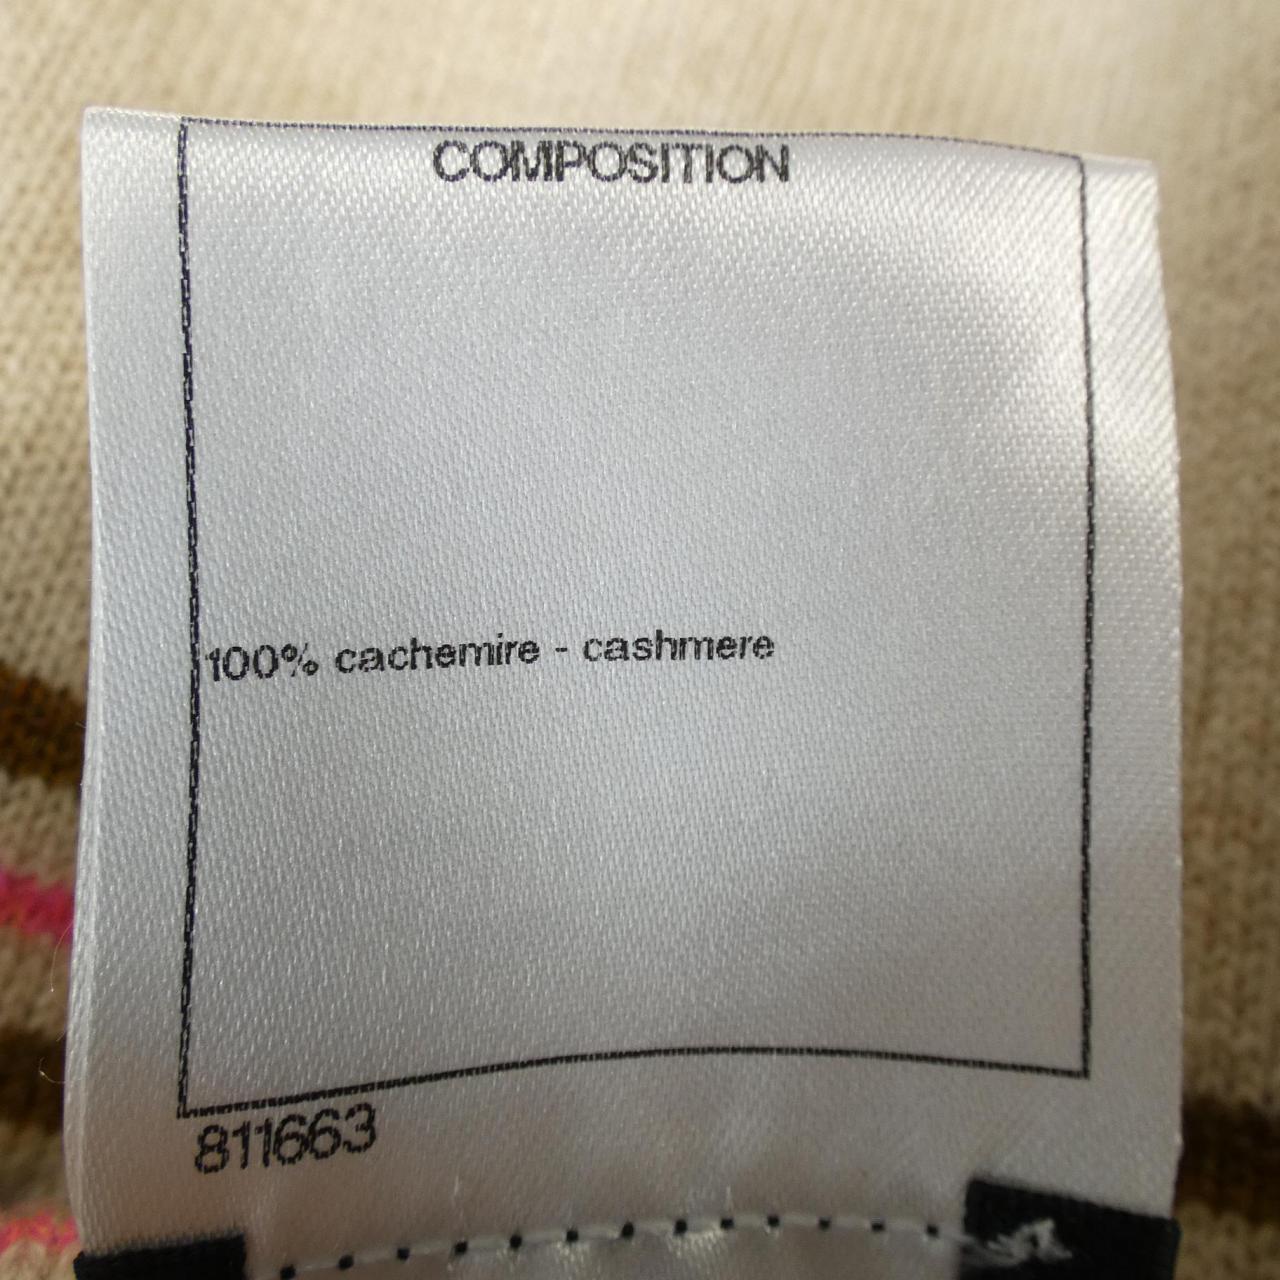 COMPOSITION
100% cachemire - cashmere
811663